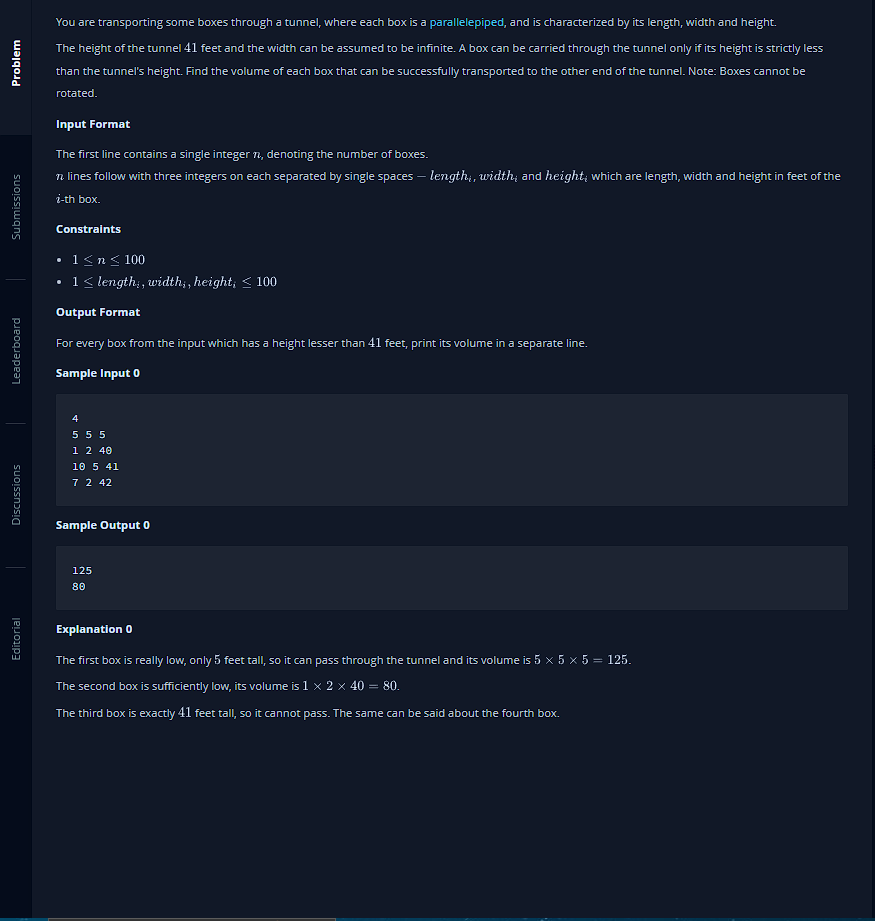 Problem
Submissions
Leaderboard
Discussions
Editorial
You are transporting some boxes through a tunnel, where each box is a parallelepiped, and is characterized by its length, width and height.
The height of the tunnel 41 feet and the width can be assumed to be infinite. A box can be carried through the tunnel only if its height is strictly less
than the tunnel's height. Find the volume of each box that can be successfully transported to the other end of the tunnel. Note: Boxes cannot be
rotated.
Input Format
The first line contains a single integer n, denoting the number of boxes.
n lines follow with three integers on each separated by single spaces − length_i, width_i and height_i which are length, width and height in feet of the
i-th box.
Constraints
• 1 ≤ n ≤ 100
• 1 ≤ length_i, width_i, height_i ≤ 100
Output Format
For every box from the input which has a height lesser than 41 feet, print its volume in a separate line.
Sample Input 0
4
5 5 5
1 2 40
10 5 41
7 2 42
Sample Output 0
125
80
Explanation 0
The first box is really low, only 5 feet tall, so it can pass through the tunnel and its volume is 5 × 5 × 5 = 125.
The second box is sufficiently low, its volume is 1 × 2 × 40 = 80.
The third box is exactly 41 feet tall, so it cannot pass. The same can be said about the fourth box.